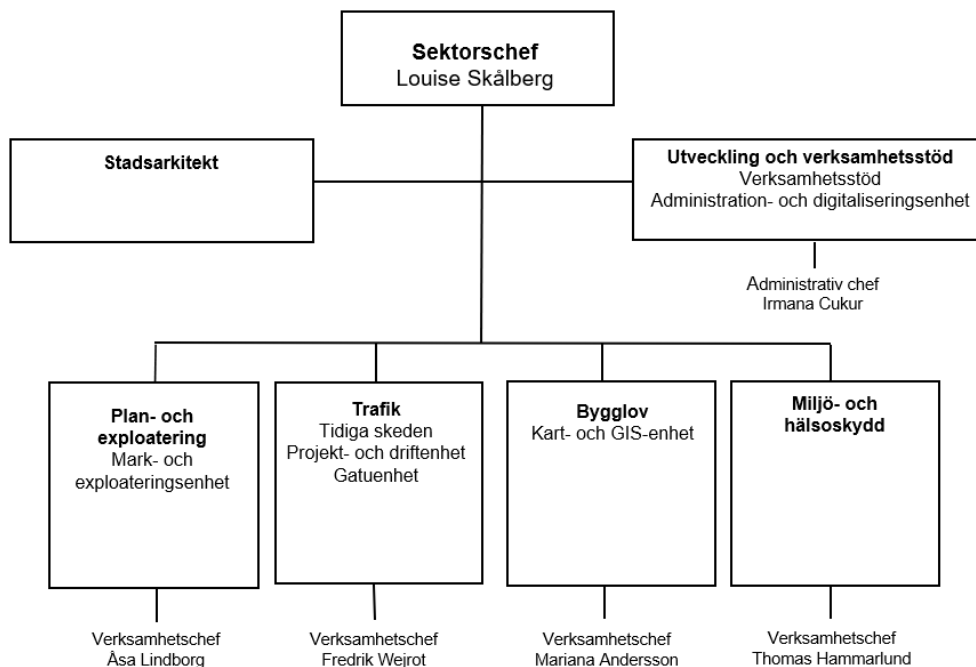 Sektorschef
Louise Skålberg
Stadsarkitekt
Utveckling och verksamhetsstöd
Verksamhetsstöd
Administration- och digitaliseringsenhet
Administrativ chef
Irmana Cukur
Plan- och
exploatering
Mark- och
exploateringsenhet
Trafik
Tidiga skeden
Projekt- och driftenhet
Gatuenhet
Bygglov
Kart- och GIS-enhet
Miljö- och
hälsoskydd
Verksamhetschef
Åsa Lindborg
Verksamhetschef
Fredrik Wejrot
Verksamhetschef
Mariana Andersson
Verksamhetschef
Thomas Hammarlund